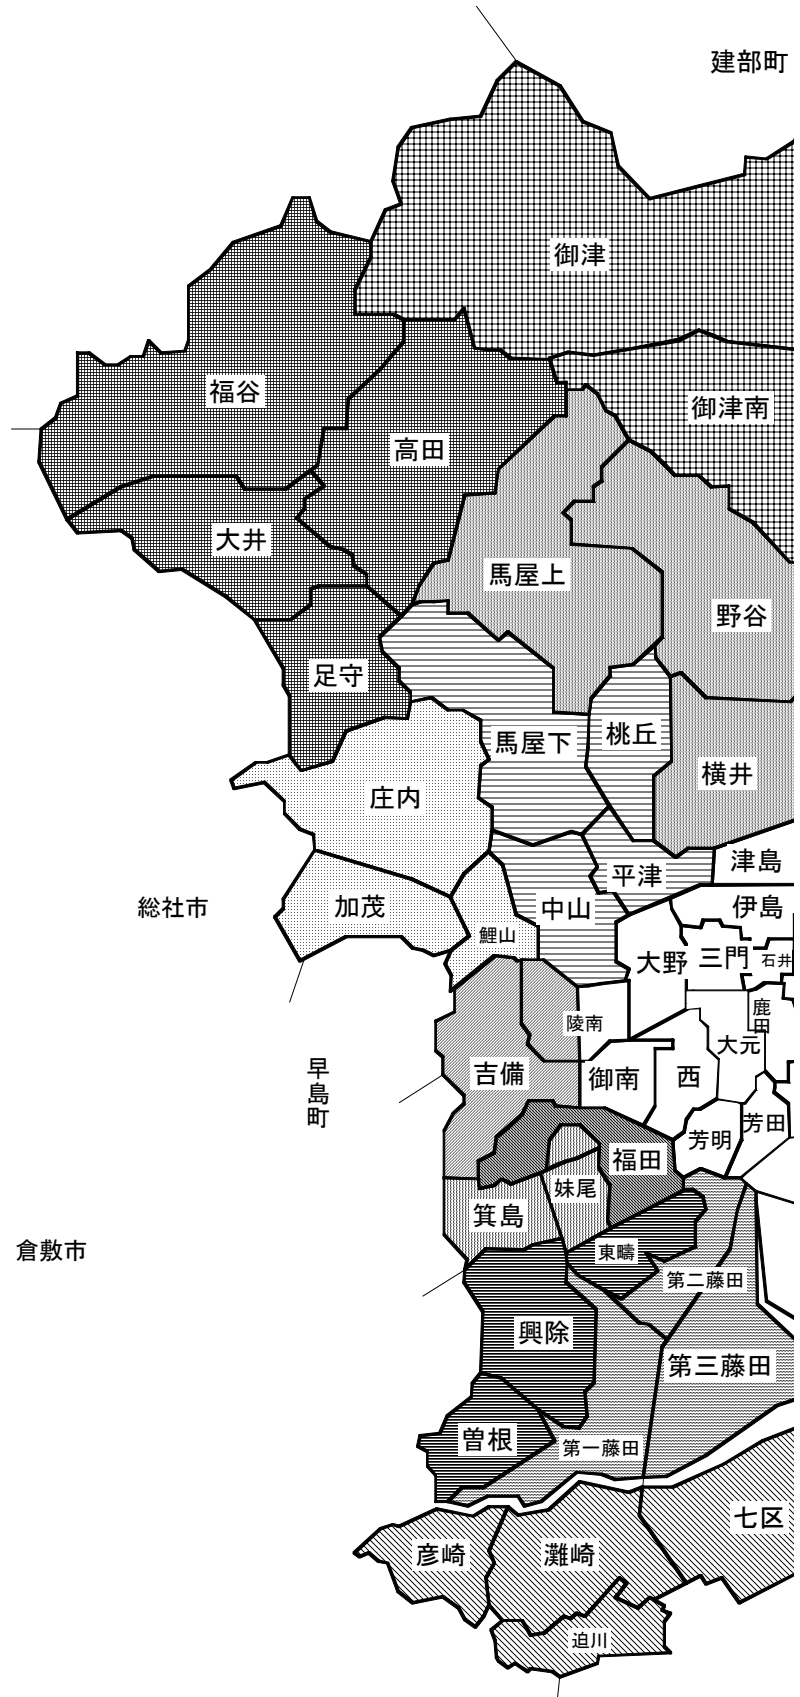 建部町
御津
福谷
御津南
高田
大井
馬屋上
野谷
足守
桃丘
馬屋下
横井
庄内
津島
平津
総社市
加茂
中山
伊島
鯉山
大野
三門
石井
陵南
鹿田
大元
早島町
吉備
御南
西
芳明
芳田
福田
妹尾
箕島
倉敷市
東疇
第二藤田
興除
第三藤田
曽根
第一藤田
七区
彦崎
灘崎
迫川